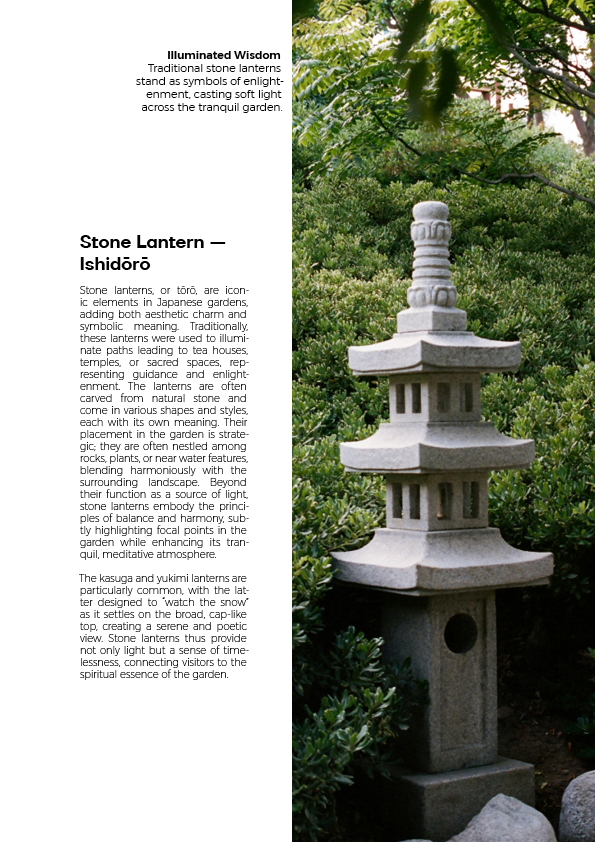 Illuminated Wisdom
Traditional stone lanterns
stand as symbols of enlight-
enment, casting soft light
across the tranquil garden.
Stone Lantern —
Ishidōrō
Stone lanterns, or tōrō, are icon-
ic elements in Japanese gardens,
adding both aesthetic charm and
symbolic meaning. Traditionally,
these lanterns were used to illumi-
nate paths leading to tea houses,
temples, or sacred spaces, rep-
resenting guidance and enlight-
enment. The lanterns are often
carved from natural stone and
come in various shapes and styles,
each with its own meaning. Their
placement in the garden is strate-
gic; they are often nestled among
rocks, plants, or near water features,
blending harmoniously with the
surrounding landscape. Beyond
their function as a source of light,
stone lanterns embody the princi-
ples of balance and harmony, sub-
tly highlighting focal points in the
garden while enhancing its tran-
quil, meditative atmosphere.
The kasuga and yukimi lanterns are
particularly common, with the lat-
ter designed to “watch the snow”
as it settles on the broad, cap-like
top, creating a serene and poetic
view. Stone lanterns thus provide
not only light but a sense of time-
lessness, connecting visitors to the
spiritual essence of the garden.